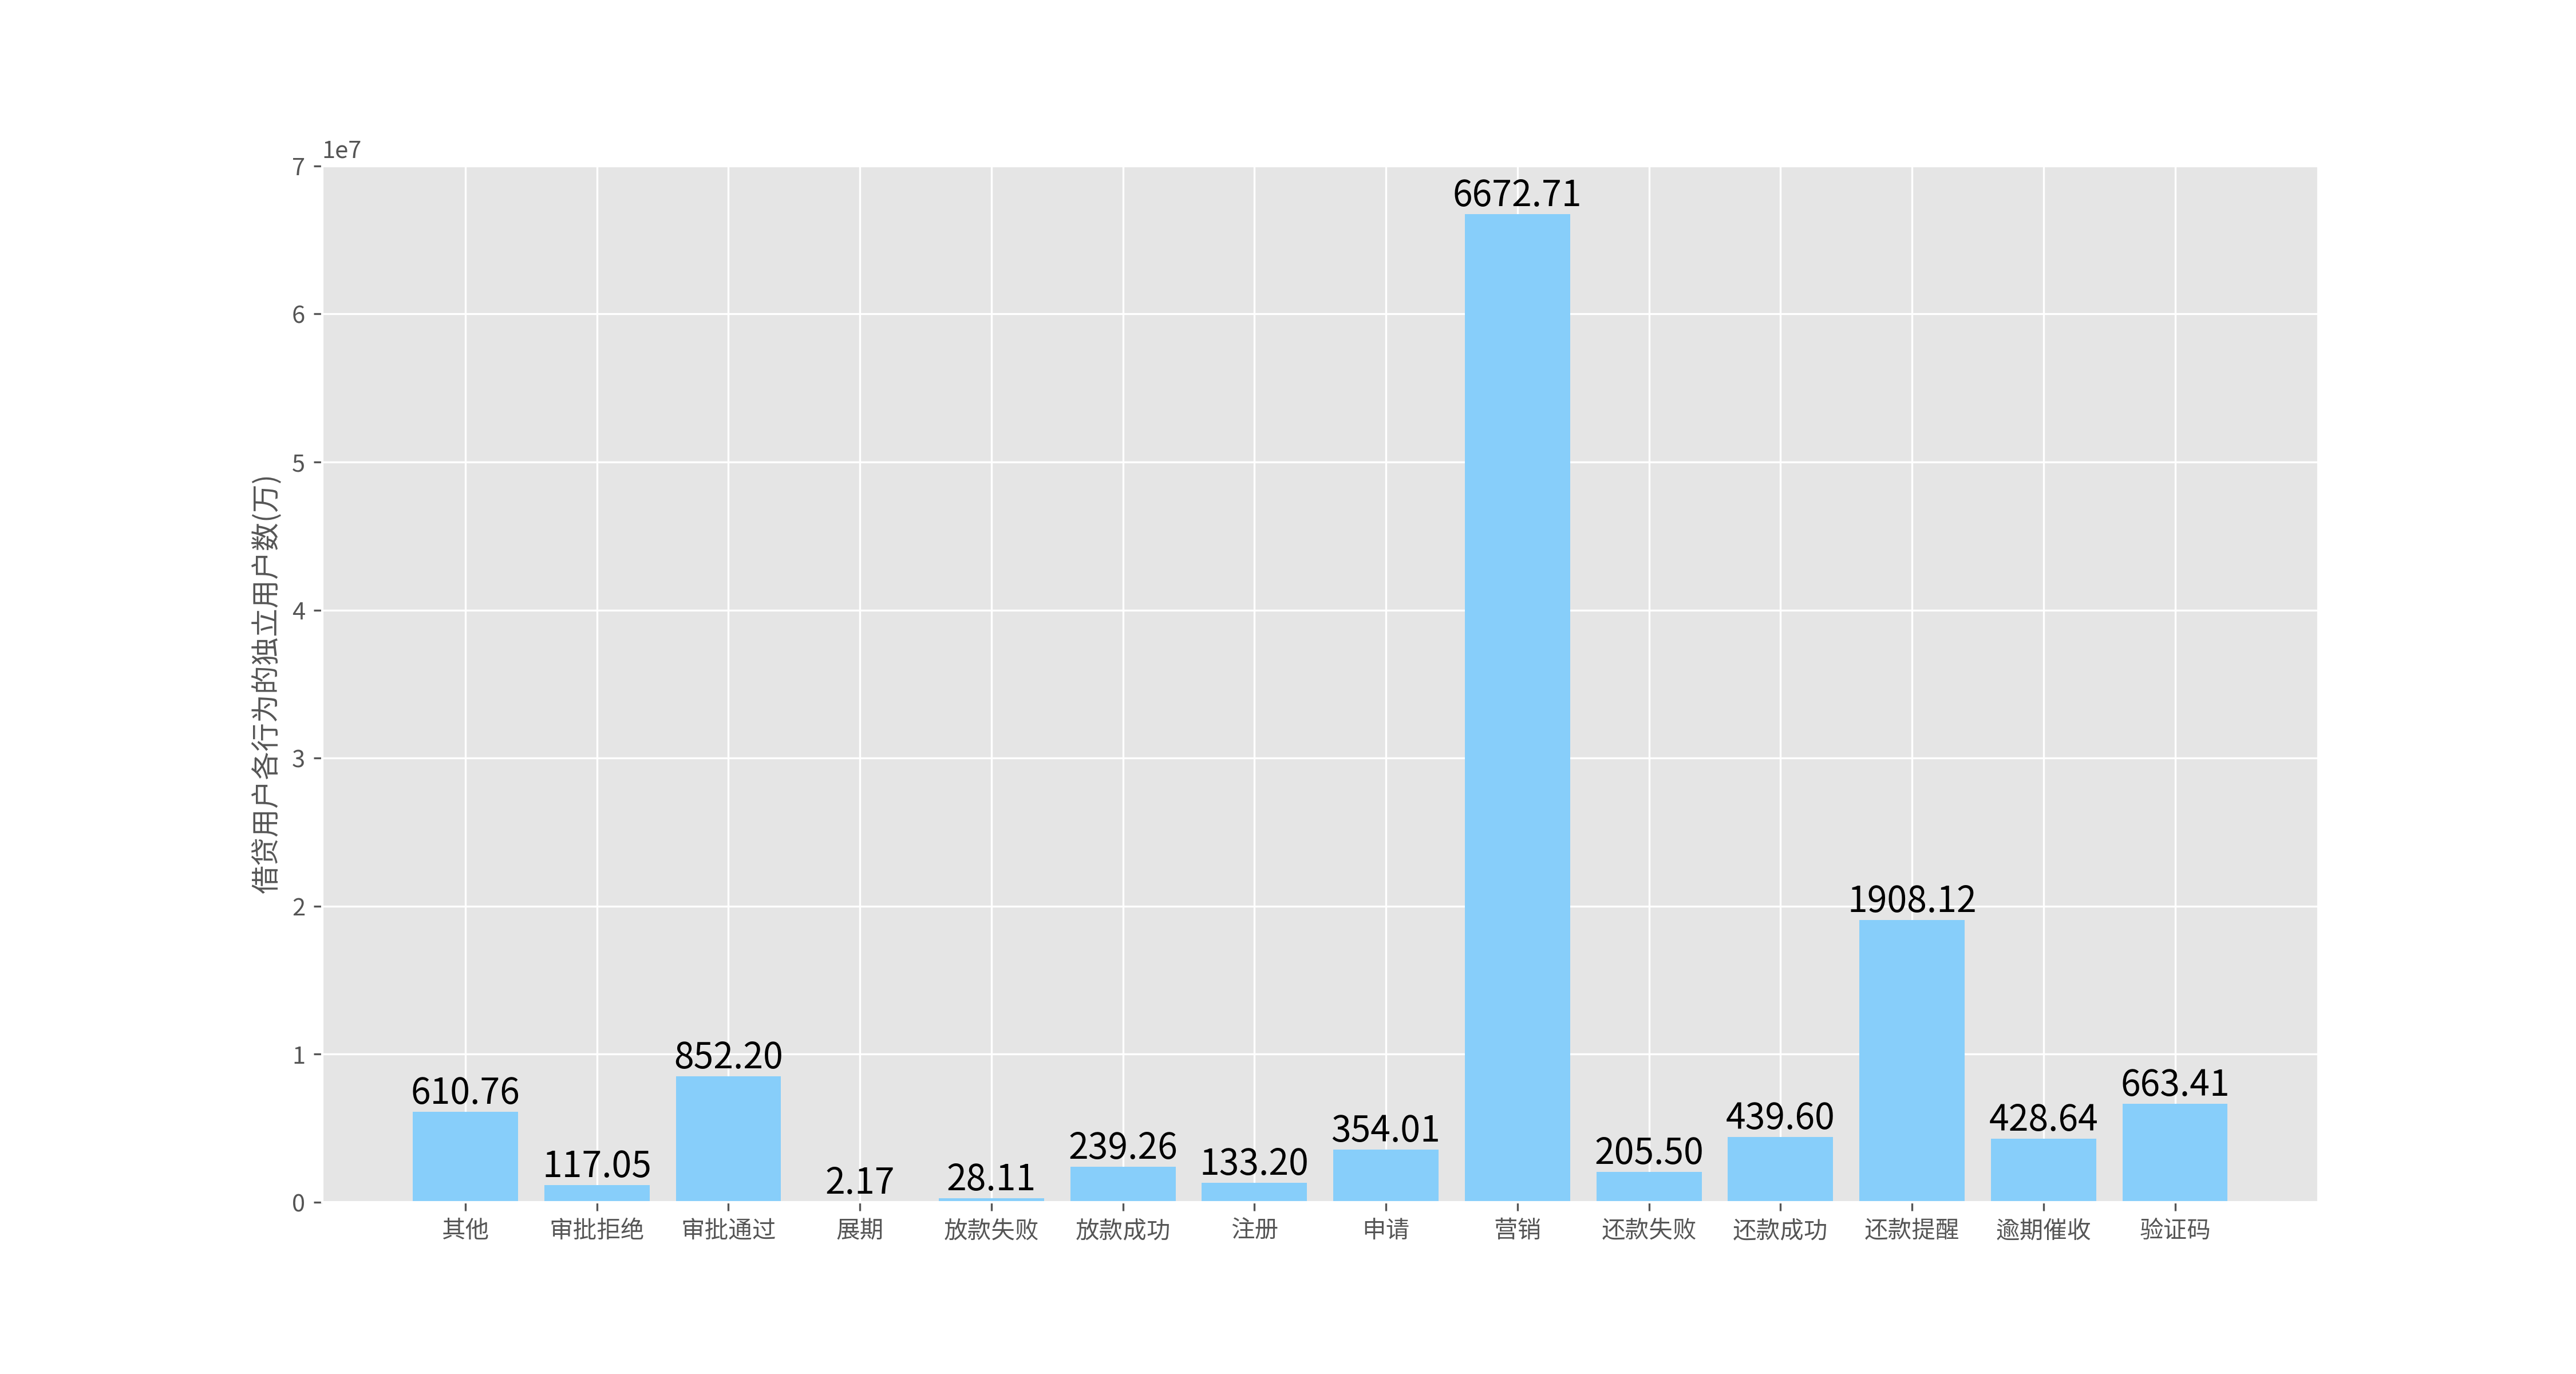 1e7
7
6
5
4
3
2
1
0
借贷用户各行为的独立用户数(万)
610.76
117.05
852.20
2.17
28.11
239.26
133.20
354.01
6672.71
205.50
439.60
1908.12
428.64
663.41
其他
审批拒绝
审批通过
展期
放款失败
放款成功
注册
申请
营销
还款失败
还款成功
还款提醒
逾期催收
验证码